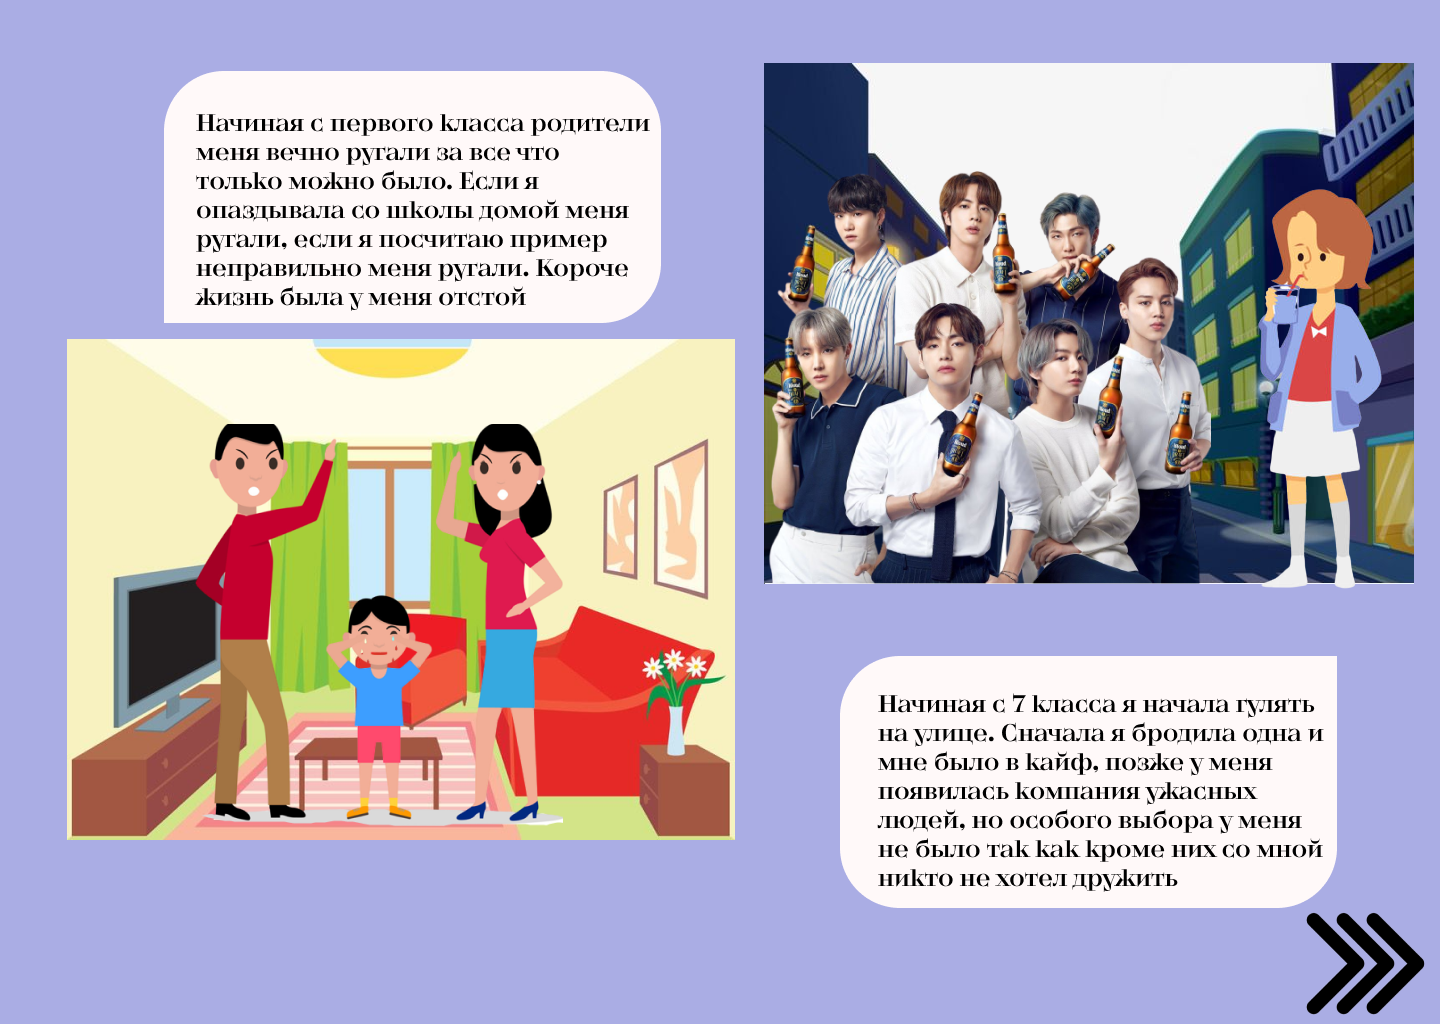 Начиная с первого класса родители
меня вечно ругали за все что
только можно было. Если я
опаздывала со школы домой меня
ругали, если я посчитаю пример
неправильно меня ругали. Короче
жизнь была у меня отстой
Начиная с 7 класса я начала гулять
на улице. Сначала я бродила одна и
мне было в кайф, позже у меня
появилась компания ужасных
людей, но особого выбора у меня
не было так как кроме них со мной
никто не хотел дружить